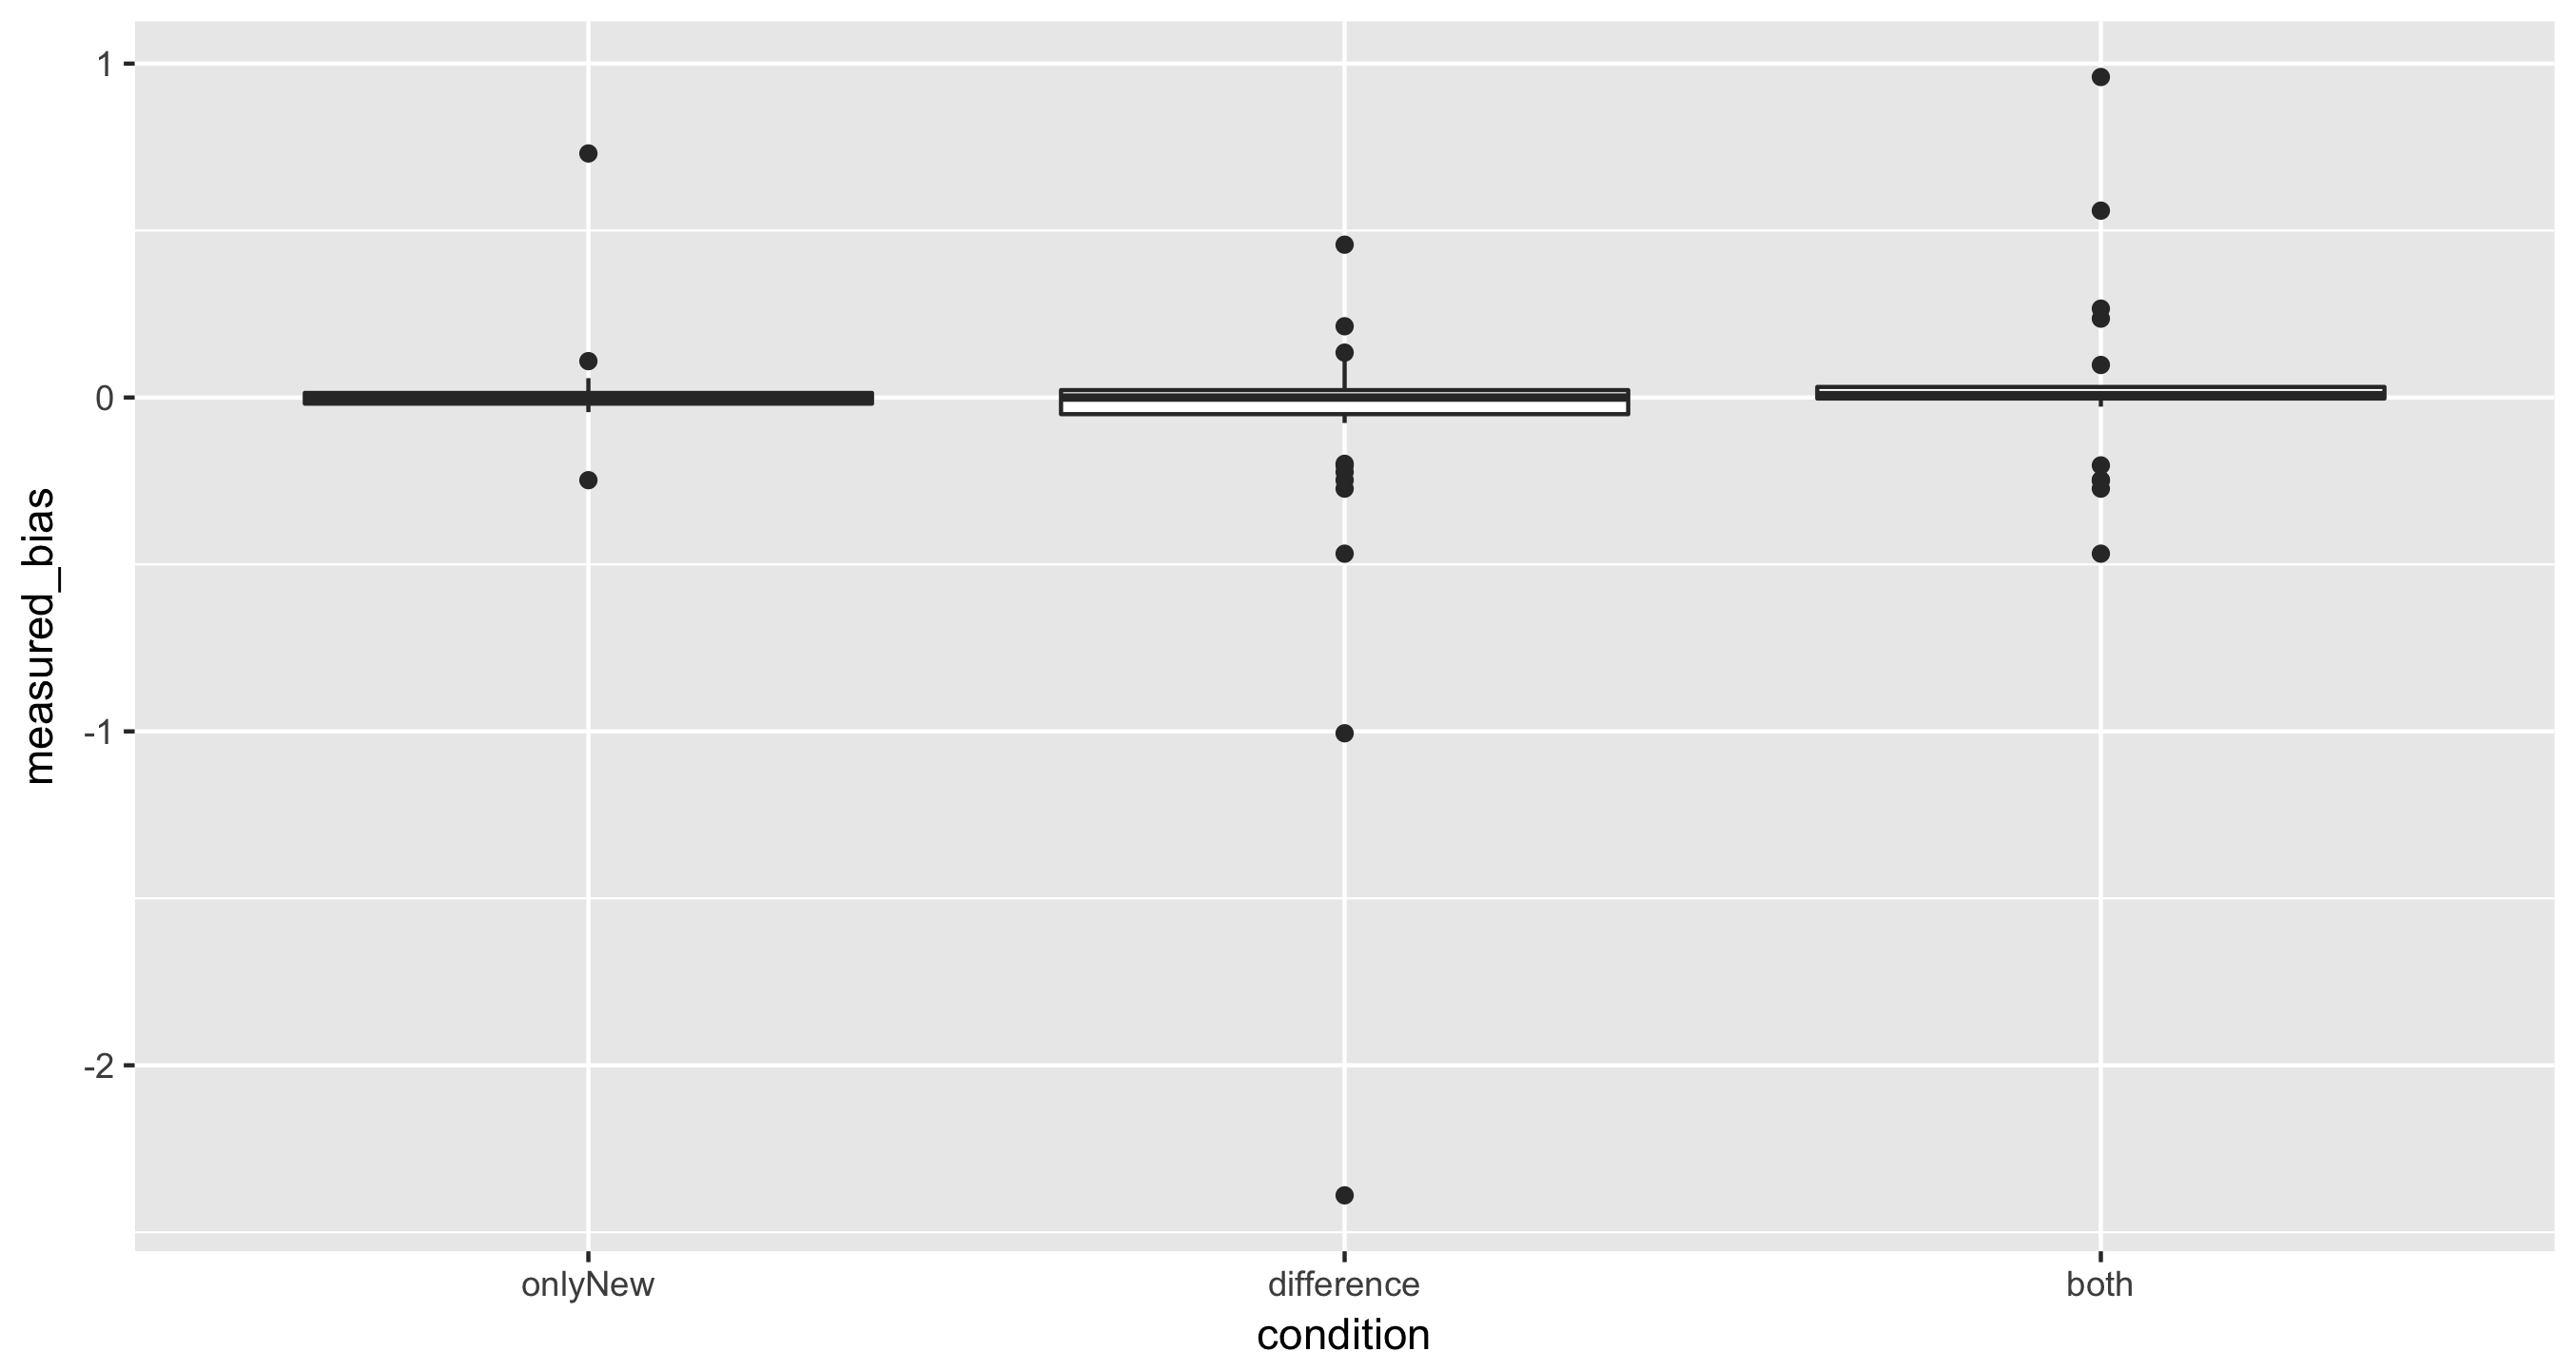 measured_bias
1
0
-1
-2
onlyNew
difference
both
condition